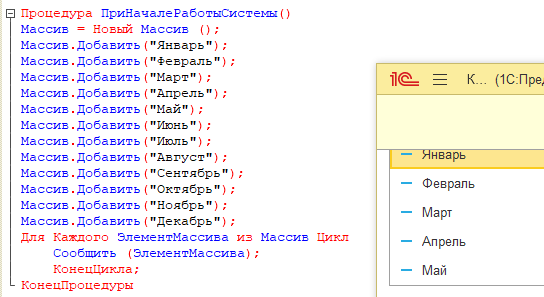 Процедура ПриНачалеРаботыСистемы()
Массив = Новый Массив ();
Массив.Добавить("Январь");
Массив.Добавить("Февраль");
Массив.Добавить("Март");
Массив.Добавить("Апрель");
Массив.Добавить("Май");
Массив.Добавить("Июнь");
Массив.Добавить("Июль");
Массив.Добавить("Август");
Массив.Добавить("Сентябрь");
Массив.Добавить("Октябрь");
Массив.Добавить("Ноябрь");
Массив.Добавить("Декабрь");
Для Каждого ЭлементМассива из Массив Цикл
Сообщить (ЭлементМассива);
КонецЦикла;
КонецПроцедуры
1С К... (1С:Пред
Январь
Февраль
Март
Апрель
Май